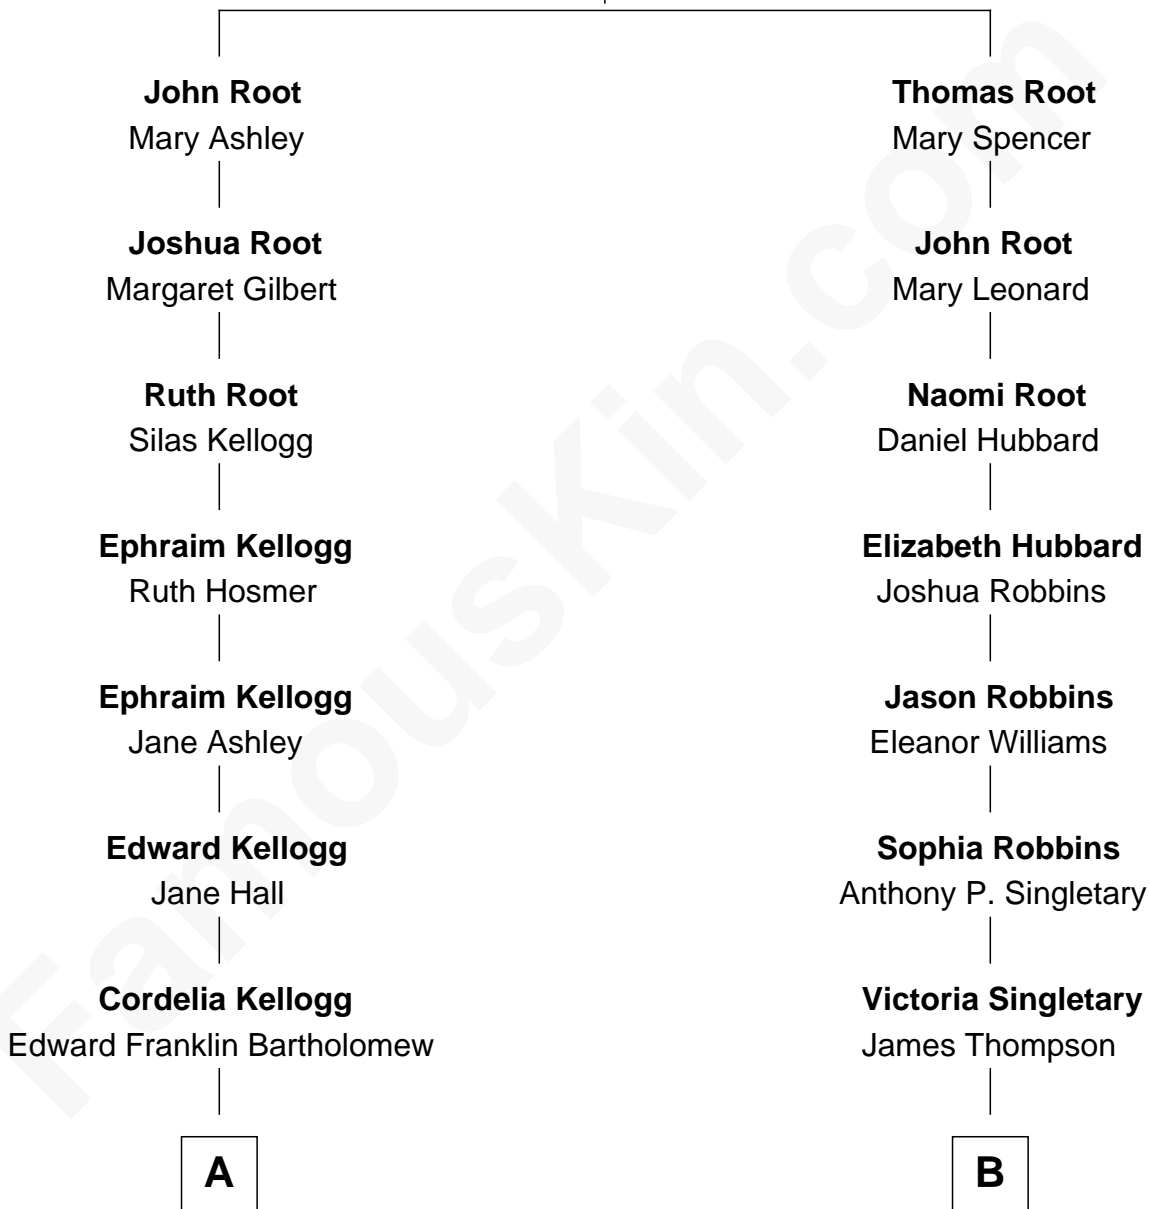 John Root
Mary Ashley
Joshua Root
Margaret Gilbert
Ruth Root
Silas Kellogg
Ephraim Kellogg
Ruth Hosmer
Ephraim Kellogg
Jane Ashley
Edward Kellogg
Jane Hall
Cordelia Kellogg
Edward Franklin Bartholomew
A
Thomas Root
Mary Spencer
John Root
Mary Leonard
Naomi Root
Daniel Hubbard
Elizabeth Hubbard
Joshua Robbins
Jason Robbins
Eleanor Williams
Sophia Robbins
Anthony P. Singletary
Victoria Singletary
James Thompson
B
FamousKin.com